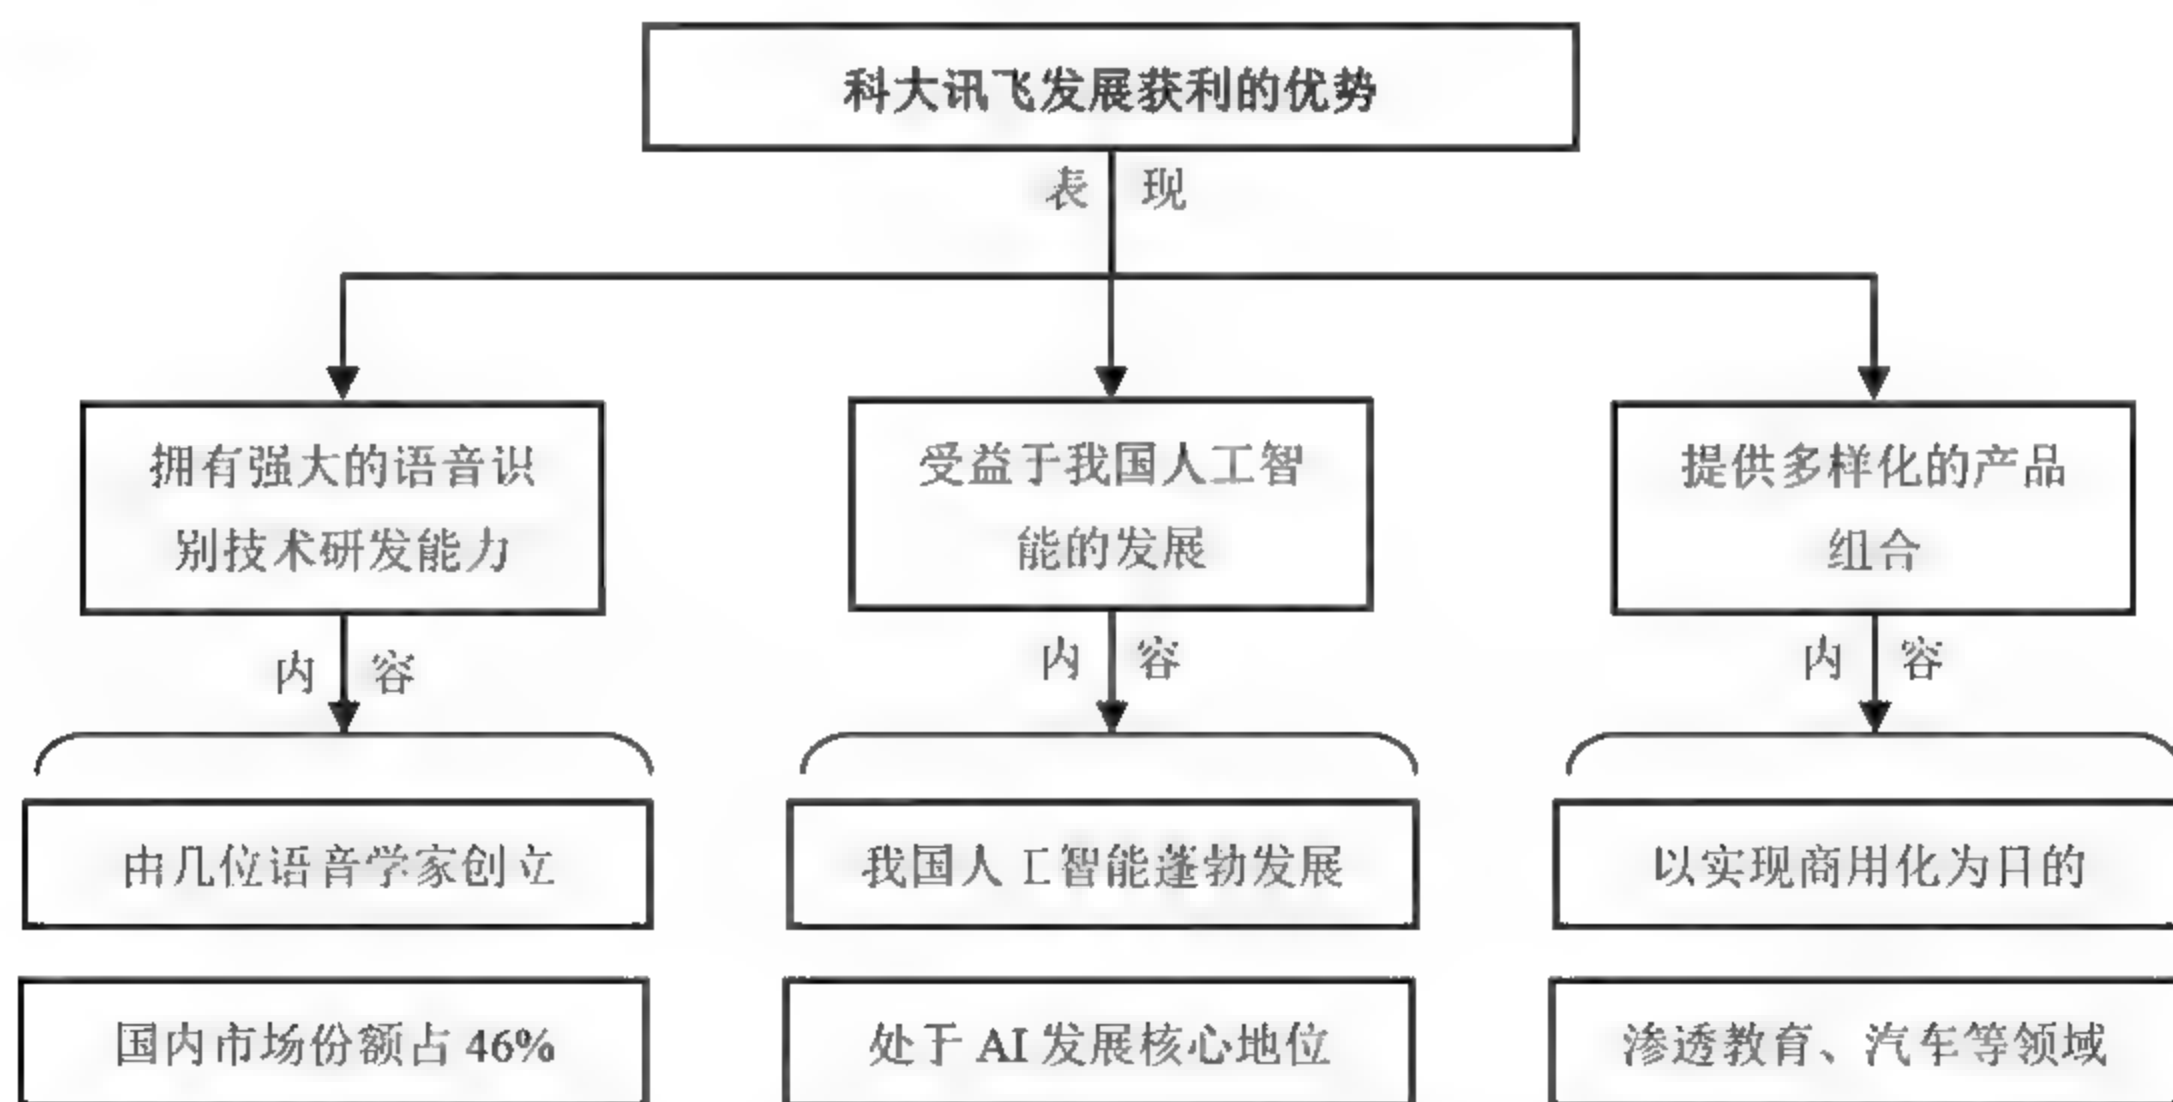 科大讯飞发展获利的优势
表 现
拥有强大的语音识
别技术研发能力
受益于我国人工智
能的发展
提供多样化的产品
组合
内 容
内 容
内 容
由几位语音学家创立
我国人工智能蓬勃发展
以实现商用化为目的
国内市场份额占 46%
处于 AI 发展核心地位
渗透教育、汽车等领域